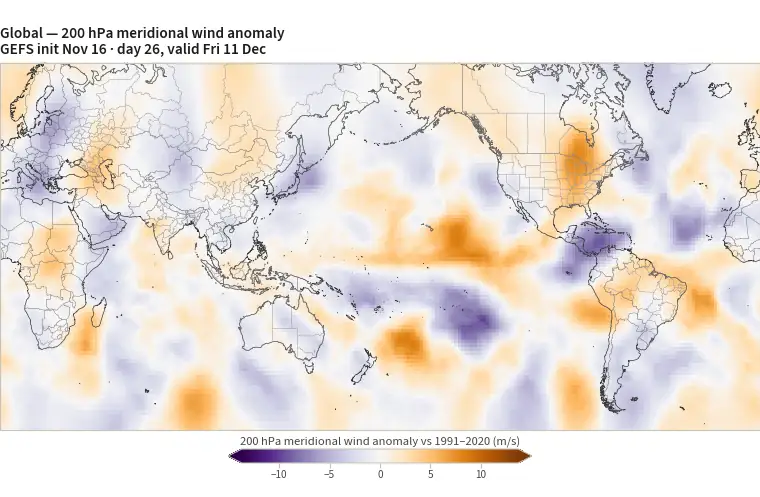 Global — 200 hPa meridional wind anomaly
GEFS init Nov 16 · day 26, valid Fri 11 Dec
200 hPa meridional wind anomaly vs 1991–2020 (m/s)
−10 −5 0 5 10